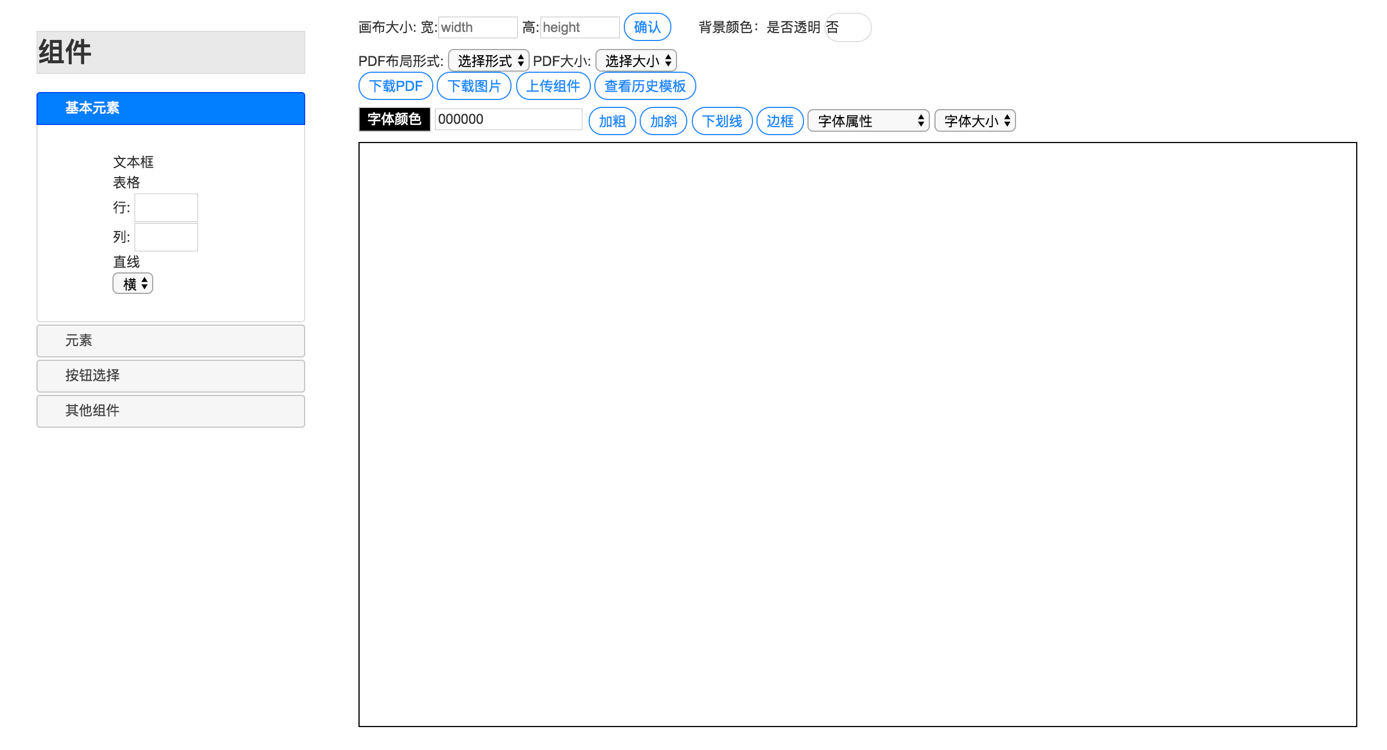 组件
基本元素
文本框
表格
行:
列:
直线
横
元素
按钮选择
其他组件
画布大小: 宽: width 高: height 确认 背景颜色: 是否透明 否
PDF布局形式: 选择形式 PDF大小: 选择大小
下载PDF 下载图片 上传组件 查看历史模板
字体颜色 000000 加粗 加斜 下划线 边框 字体属性 字体大小